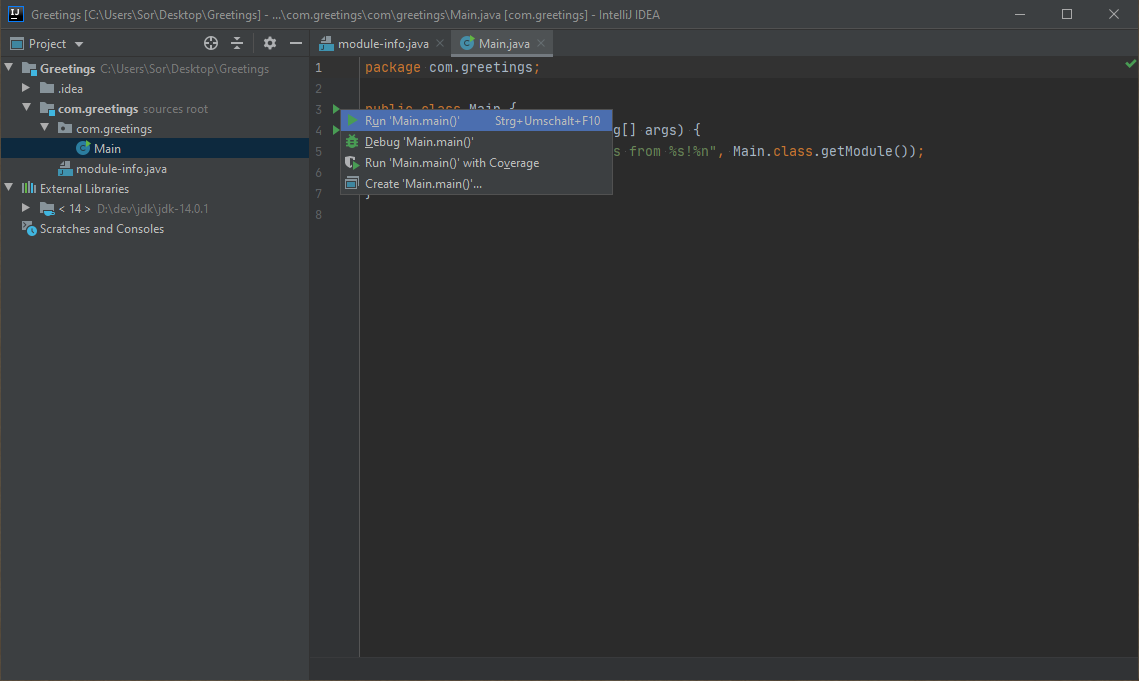 Greetings [C:\Users\Sor\Desktop\Greetings] - ...\com.greetings\com\greetings\Main.java [com.greetings] - IntelliJ IDEA
Project
module-info.java
Main.java
Greetings C:\Users\Sor\Desktop\Greetings
.idea
com.greetings sources root
com.greetings
Main
module-info.java
External Libraries
< 14 > D:\dev\jdk\jdk-14.0.1
Scratches and Consoles
1 package com.greetings;
2
3 public class Main {
4 g[] args) {
5 s from %s!%n", Main.class.getModule());
6
7 }
8
Run 'Main.main()' Strg+Umschalt+F10
Debug 'Main.main()'
Run 'Main.main()' with Coverage
Create 'Main.main()'...